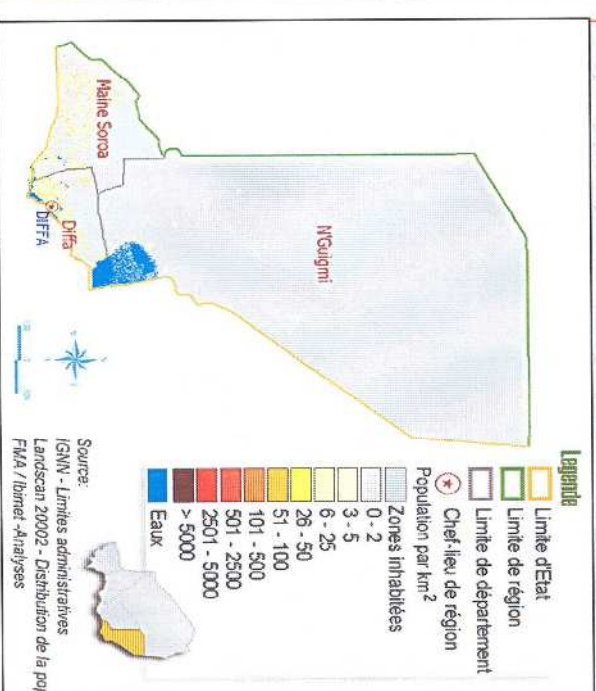 N'Guigmi
Maine Soroa
Diffa
DIFFA
Legende
Limite d'Etat
Limite de région
Limite de département
Chef-lieu de région
Population par km²
Zones inhabitées
0 - 2
3 - 5
6 - 25
26 - 50
51 - 100
101 - 500
501 - 2500
2501 - 5000
> 5000
Eaux
Source:
IGNN - Limites administratives
Landscan 20002 - Distribution de la pop
FMA / Ibimet -Analyses